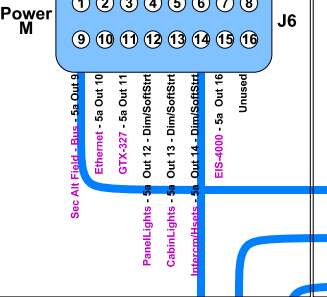 Power
M
J6
1 2 3 4 5 6 7 8
9 10 11 12 13 14 15 16
Sec Alt Field - Bus - 5a Out 9
Ethernet - 5a Out 10
GTX-327 - 5a Out 11
PanelLights - 5a Out 12 - Dim/SoftStrt
CabinLights - 5a Out 13 - Dim/SoftStrt
Intercm/Hsets - 5a Out 14 - Dim/SoftStrt
EIS-4000 - 5a Out 16
Unused